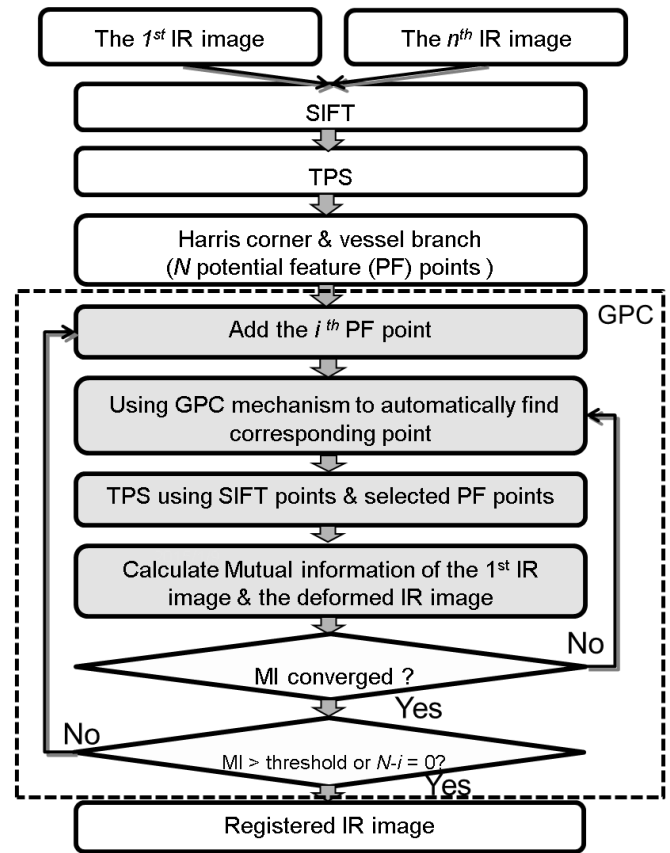 The 1st IR image
The nth IR image
SIFT
TPS
Harris corner & vessel branch
(N potential feature (PF) points )
GPC
Add the i th PF point
Using GPC mechanism to automatically find
corresponding point
TPS using SIFT points & selected PF points
Calculate Mutual information of the 1st IR
image & the deformed IR image
No
MI converged ?
Yes
No
MI > threshold or N-i = 0?
Yes
Registered IR image